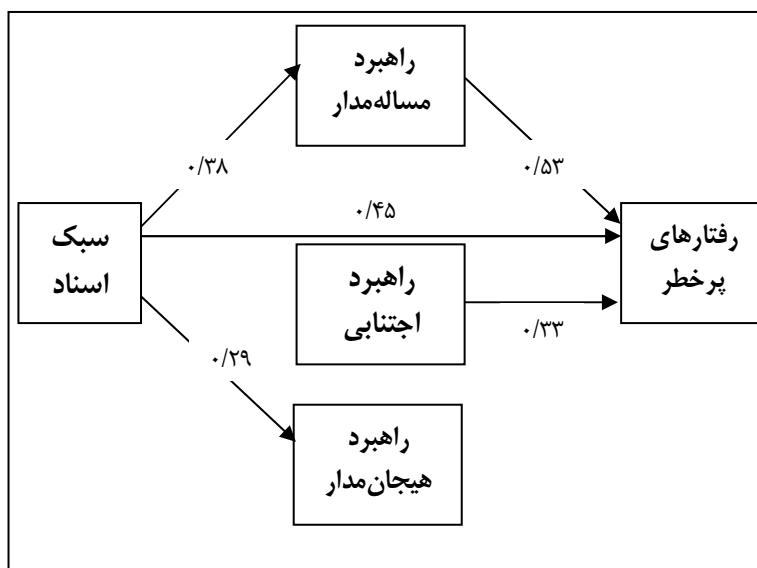 راهبرد
مساله‌مدار
۰/۳۸
۰/۵۳
۰/۴۵
سبک
اسناد
رفتارهای
پرخطر
راهبرد
اجتنابی
۰/۳۳
۰/۲۹
راهبرد
هیجان‌مدار